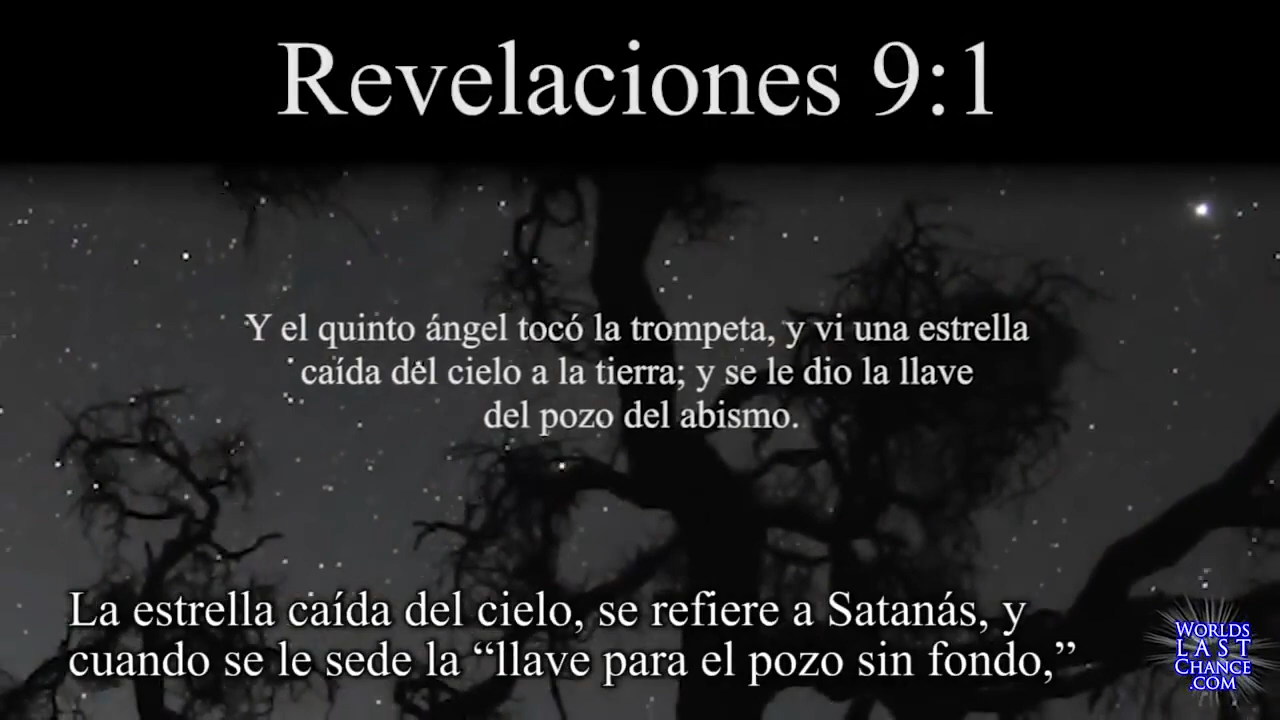 Revelaciones 9:1
Y el quinto ángel tocó la trompeta, y vi una estrella
caída del cielo a la tierra; y se le dio la llave
del pozo del abismo.
La estrella caída del cielo, se refiere a Satanás, y
cuando se le sede la “llave para el pozo sin fondo,”
WORLDS
LAST
CHANCE
.COM